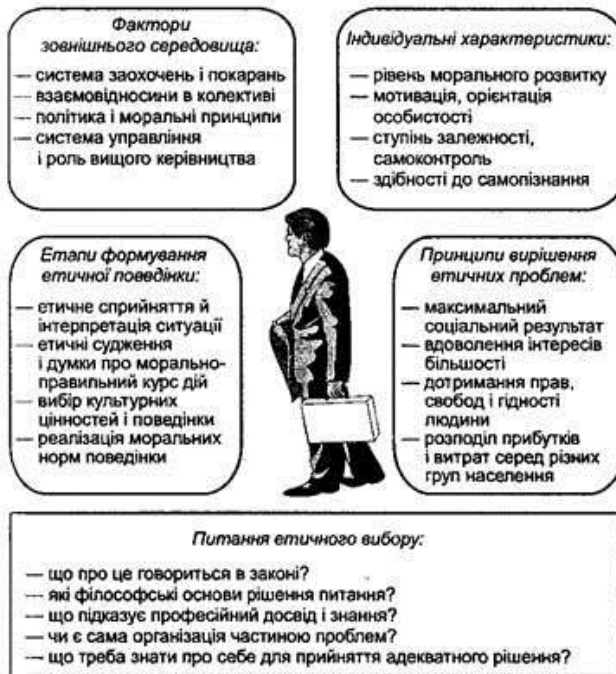 Фактори
зовнішнього середовища:
— система заохочень і покарань
— взаємовідносини в колективі
— політика і моральні принципи
— система управління
і роль вищого керівництва
Індивідуальні характеристики:
— рівень морального розвитку
— мотивація, орієнтація
особистості
— ступінь залежності,
самоконтроль
— здібності до самопізнання
Етапи формування
етичної поведінки:
— етичне сприйняття й
інтерпретація ситуації
— етичні судження
і думки про морально-
правильний курс дій
— вибір культурних
цінностей і поведінки
— реалізація моральних
норм поведінки
Принципи вирішення
етичних проблем:
— максимальний
соціальний результат
— вдоволення інтересів
більшості
— дотримання прав,
свобод і гідності
людини
— розподіл прибутків
і витрат серед різних
груп населення
Питання етичного вибору:
— що про це говориться в законі?
— які філософські основи рішення питання?
— що підказує професійний досвід і знання?
— чи є сама організація частиною проблем?
— що треба знати про себе для прийняття адекватного рішення?